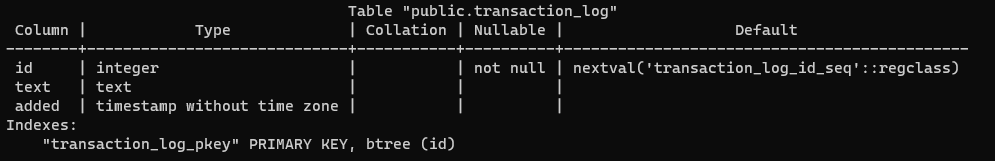 Table "public.transaction_log"
 Column |            Type             | Collation | Nullable |                   Default
--------+-----------------------------+-----------+----------+---------------------------------------------
 id     | integer                     |           | not null | nextval('transaction_log_id_seq'::regclass)
 text   | text                        |           |          |
 added  | timestamp without time zone |           |          |
Indexes:
    "transaction_log_pkey" PRIMARY KEY, btree (id)